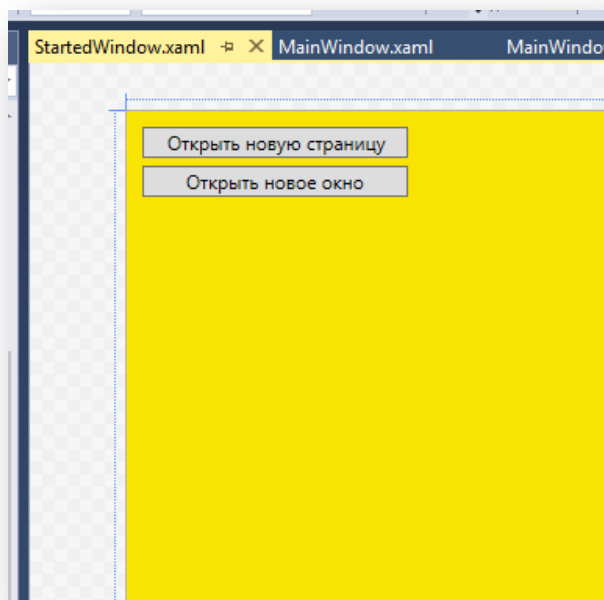 StartedWindow.xaml MainWindow.xaml MainWindo
Открыть новую страницу
Открыть новое окно